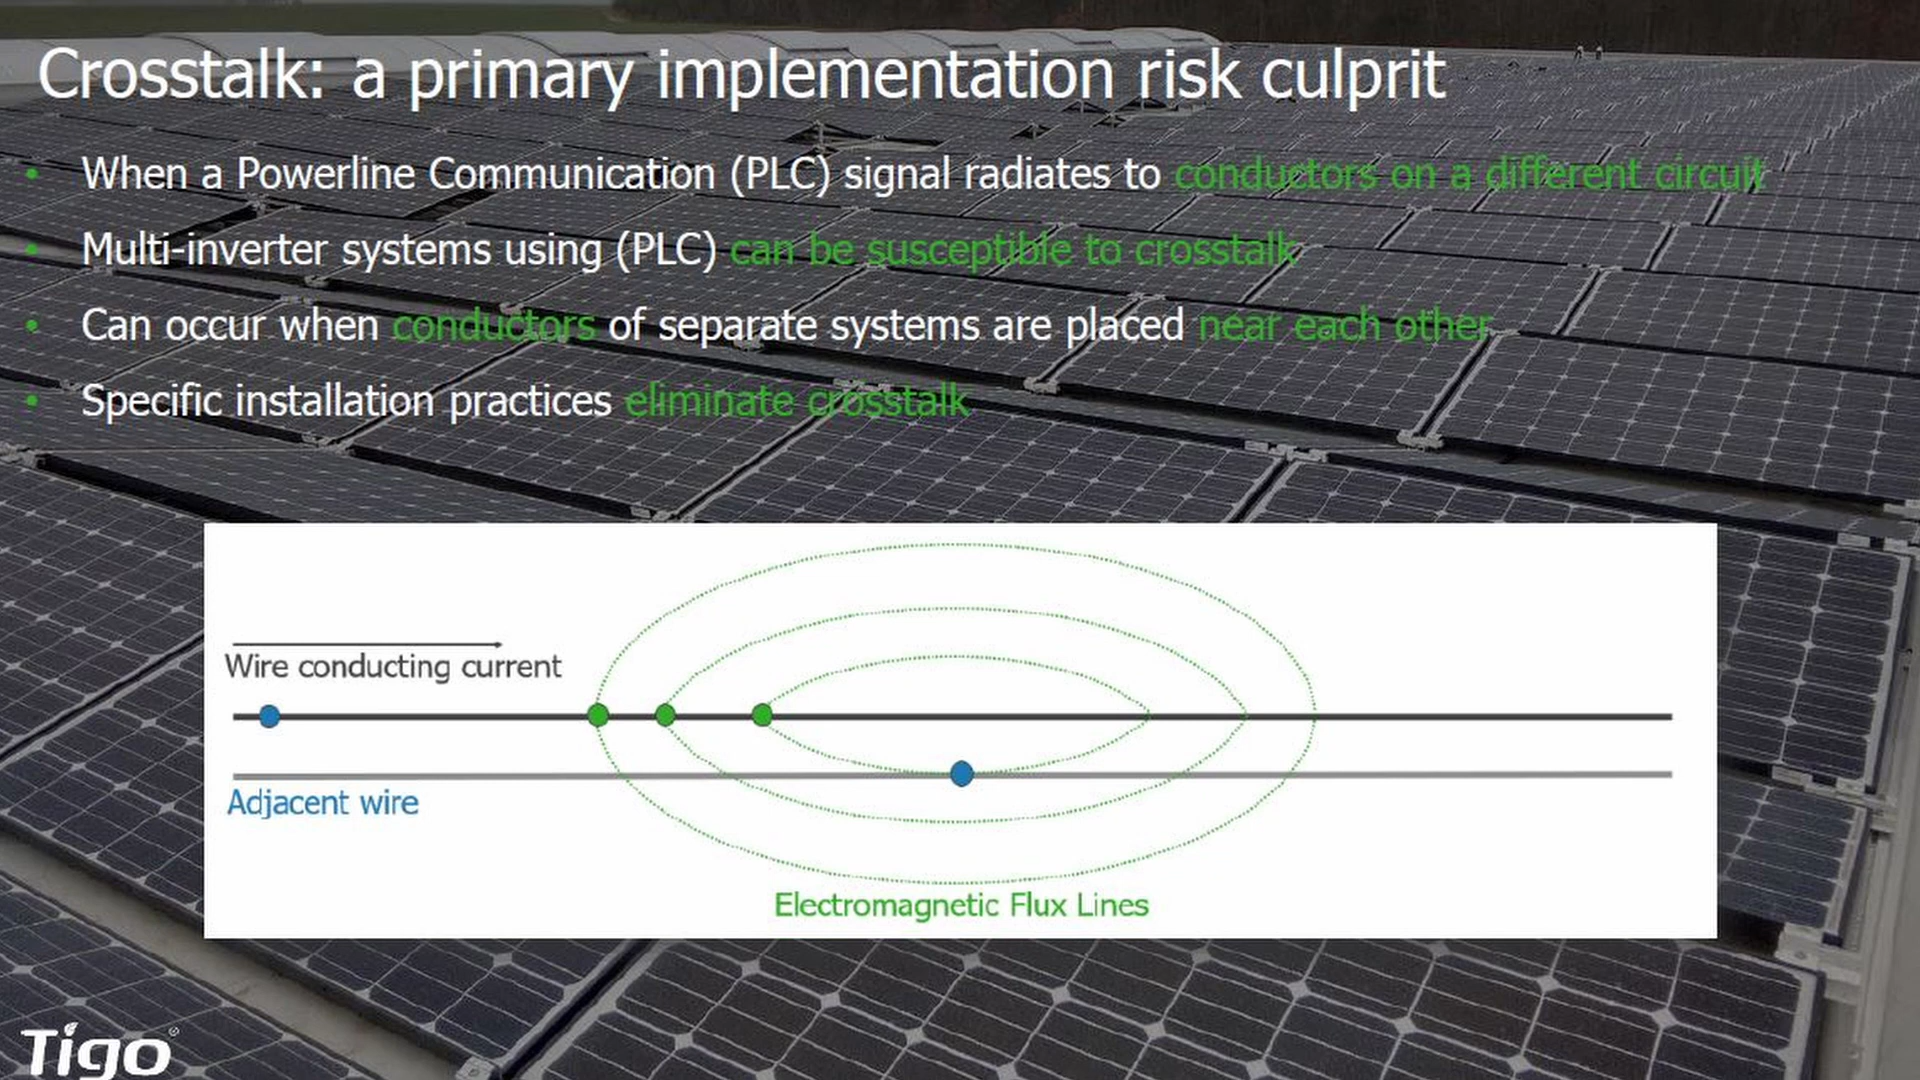 Crosstalk: a primary implementation risk culprit
• When a Powerline Communication (PLC) signal radiates to conductors on a different circuit
• Multi-inverter systems using (PLC) can be susceptible to crosstalk
• Can occur when conductors of separate systems are placed near each other
• Specific installation practices eliminate crosstalk
Wire conducting current
Adjacent wire
Electromagnetic Flux Lines
Tigo®